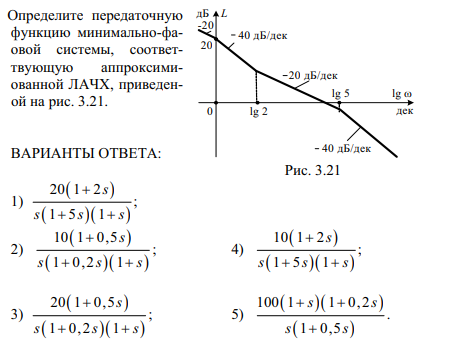 Определите передаточную
функцию минимально-фа-
зовой системы, соответ-
ствующую аппроксими-
ованной ЛАЧХ, приведен-
ой на рис. 3.21.
дБ L
-20
20
- 40 дБ/дек
-20 дБ/дек
lg 5
lg ω
дек
0
lg 2
- 40 дБ/дек
Рис. 3.21
ВАРИАНТЫ ОТВЕТА:
1) 20(1+2s) / s(1+5s)(1+s);
2) 10(1+0,5s) / s(1+0,2s)(1+s);
4) 10(1+2s) / s(1+5s)(1+s);
3) 20(1+0,5s) / s(1+0,2s)(1+s);
5) 100(1+s)(1+0,2s) / s(1+0,5s).